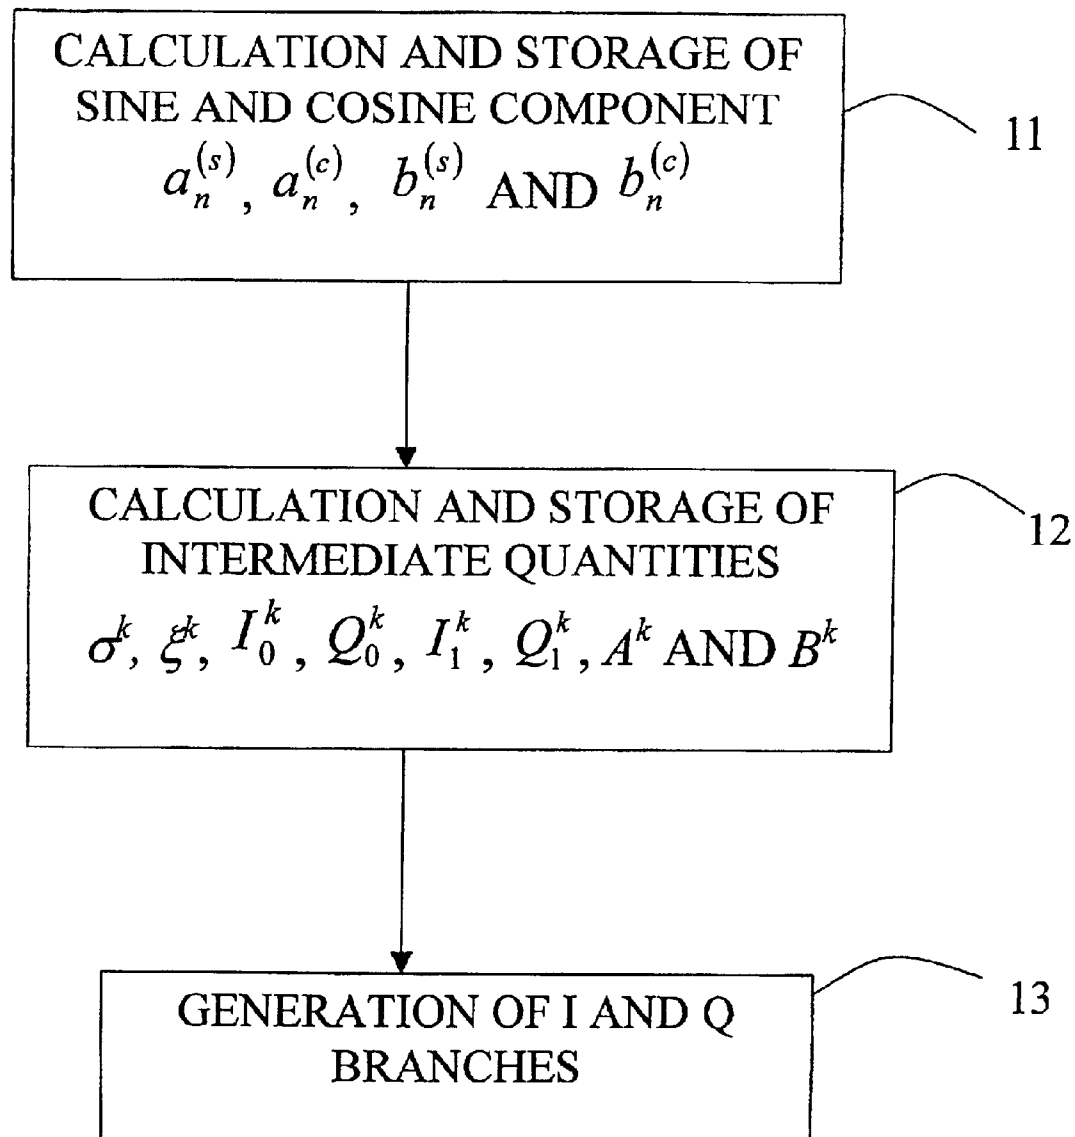 CALCULATION AND STORAGE OF
SINE AND COSINE COMPONENT
a_n^{(s)}, a_n^{(c)}, b_n^{(s)} AND b_n^{(c)}
11
CALCULATION AND STORAGE OF
INTERMEDIATE QUANTITIES
σ^k, ξ^k, I_0^k, Q_0^k, I_1^k, Q_1^k, A^k AND B^k
12
GENERATION OF I AND Q
BRANCHES
13